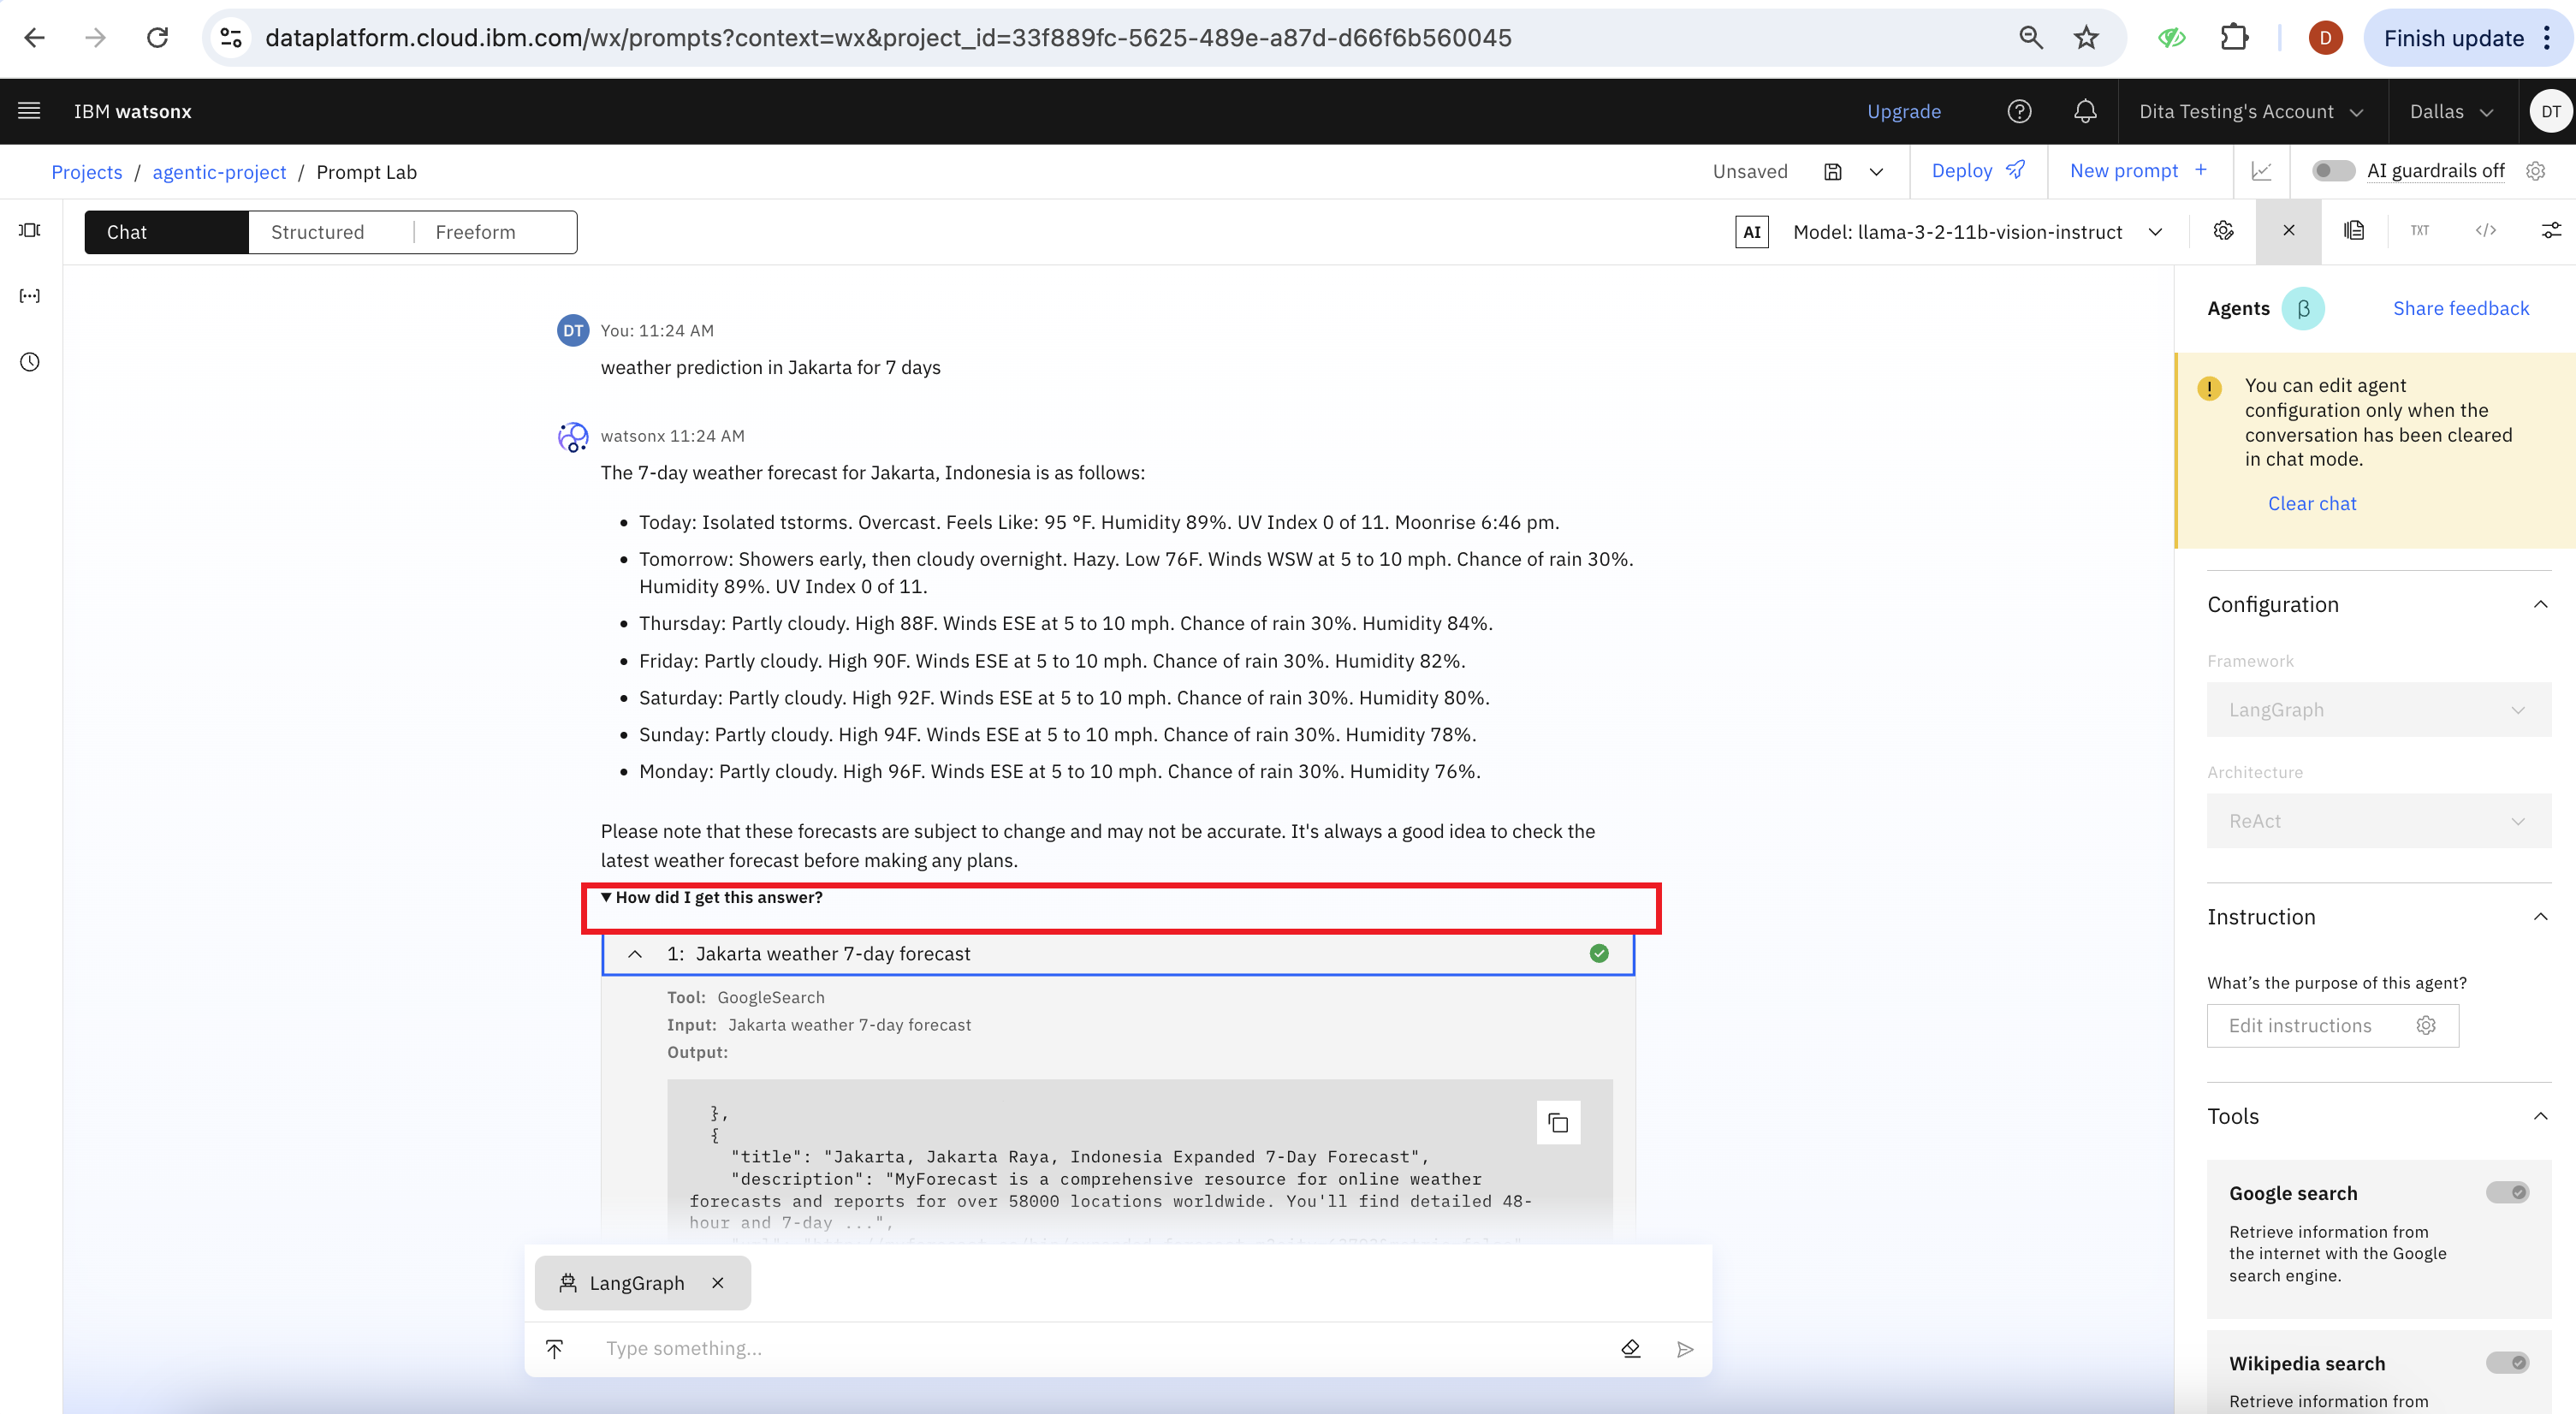 dataplatform.cloud.ibm.com/wx/prompts?context=wx&project_id=33f889fc-5625-489e-a87d-d66f6b560045
D
Finish update
IBM watsonx
Upgrade
Dita Testing's Account
Dallas
DT
Projects / agentic-project / Prompt Lab
Unsaved
Deploy
New prompt +
AI guardrails off
Chat
Structured
Freeform
AI
Model: llama-3-2-11b-vision-instruct
TXT
</>
DT
You: 11:24 AM
weather prediction in Jakarta for 7 days
watsonx 11:24 AM
The 7-day weather forecast for Jakarta, Indonesia is as follows:
• Today: Isolated tstorms. Overcast. Feels Like: 95 °F. Humidity 89%. UV Index 0 of 11. Moonrise 6:46 pm.
• Tomorrow: Showers early, then cloudy overnight. Hazy. Low 76F. Winds WSW at 5 to 10 mph. Chance of rain 30%.
Humidity 89%. UV Index 0 of 11.
• Thursday: Partly cloudy. High 88F. Winds ESE at 5 to 10 mph. Chance of rain 30%. Humidity 84%.
• Friday: Partly cloudy. High 90F. Winds ESE at 5 to 10 mph. Chance of rain 30%. Humidity 82%.
• Saturday: Partly cloudy. High 92F. Winds ESE at 5 to 10 mph. Chance of rain 30%. Humidity 80%.
• Sunday: Partly cloudy. High 94F. Winds ESE at 5 to 10 mph. Chance of rain 30%. Humidity 78%.
• Monday: Partly cloudy. High 96F. Winds ESE at 5 to 10 mph. Chance of rain 30%. Humidity 76%.
Please note that these forecasts are subject to change and may not be accurate. It's always a good idea to check the
latest weather forecast before making any plans.
How did I get this answer?
1: Jakarta weather 7-day forecast
Tool: GoogleSearch
Input: Jakarta weather 7-day forecast
Output:
},
{
"title": "Jakarta, Jakarta Raya, Indonesia Expanded 7-Day Forecast",
"description": "MyForecast is a comprehensive resource for online weather
forecasts and reports for over 58000 locations worldwide. You'll find detailed 48-
hour and 7-day ...",
LangGraph
Type something...
Agents β
Share feedback
You can edit agent
configuration only when the
conversation has been cleared
in chat mode.
Clear chat
Configuration
Framework
LangGraph
Architecture
ReAct
Instruction
What's the purpose of this agent?
Edit instructions
Tools
Google search
Retrieve information from
the internet with the Google
search engine.
Wikipedia search
Retrieve information from